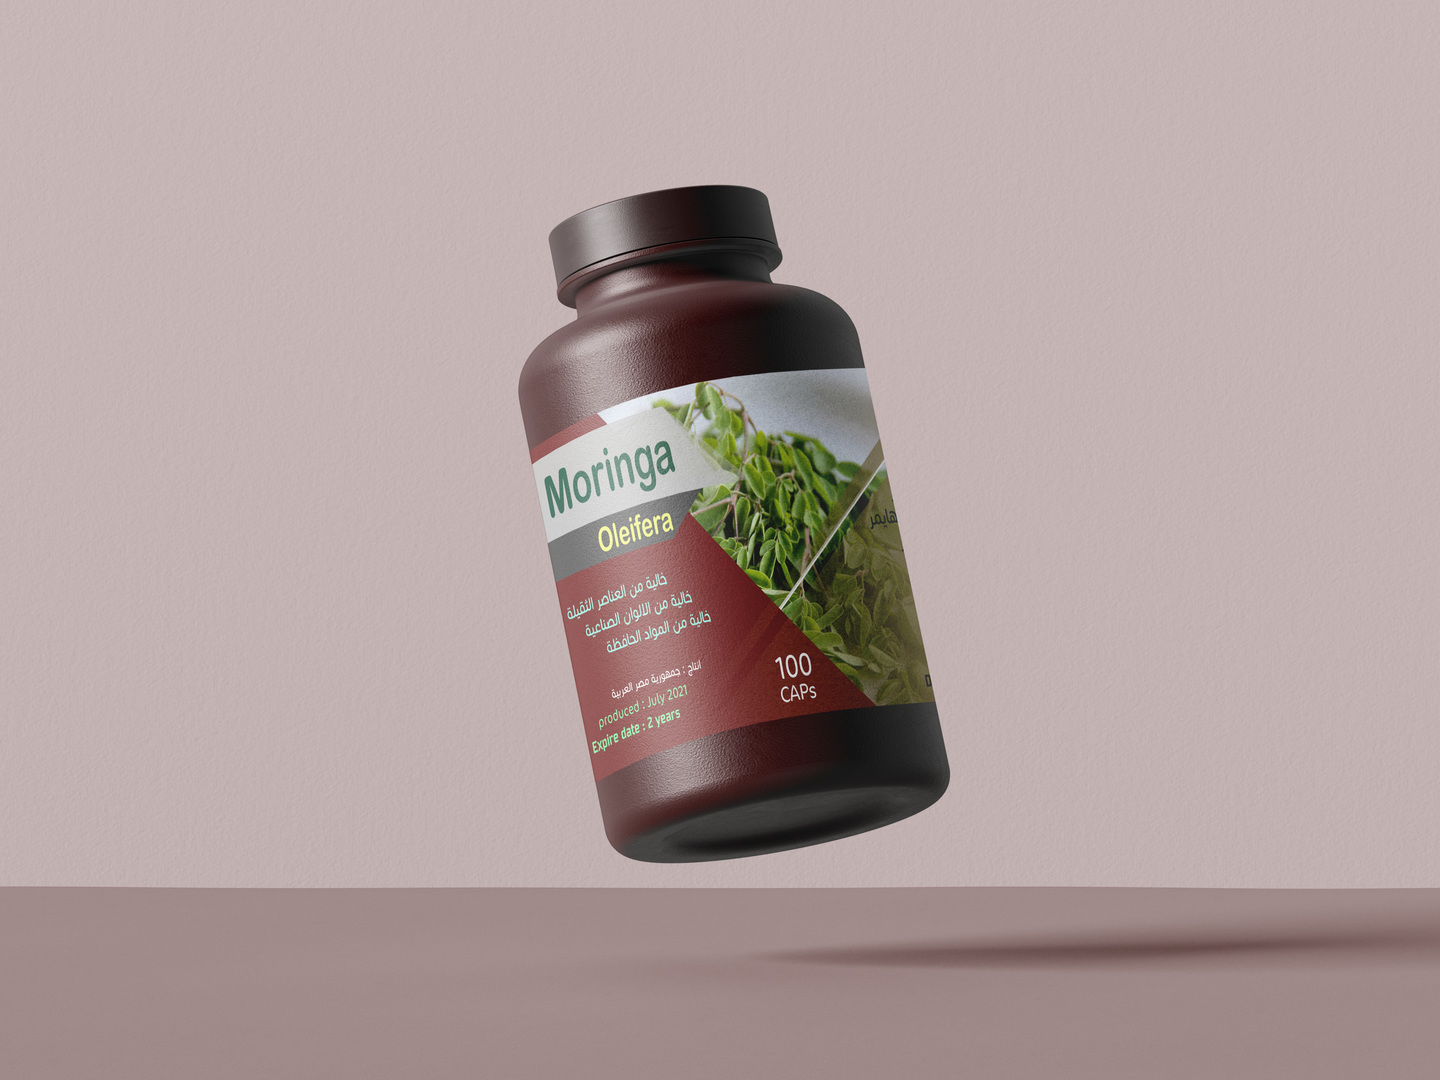 Moringa
Oleifera
خالية من العناصر الثقيلة
خالية من الالوان الصناعية
خالية من المواد الحافظة
انتاج : جمهورية مصر العربية
produced : July 2021
Expire date : 2 years
100
CAPs